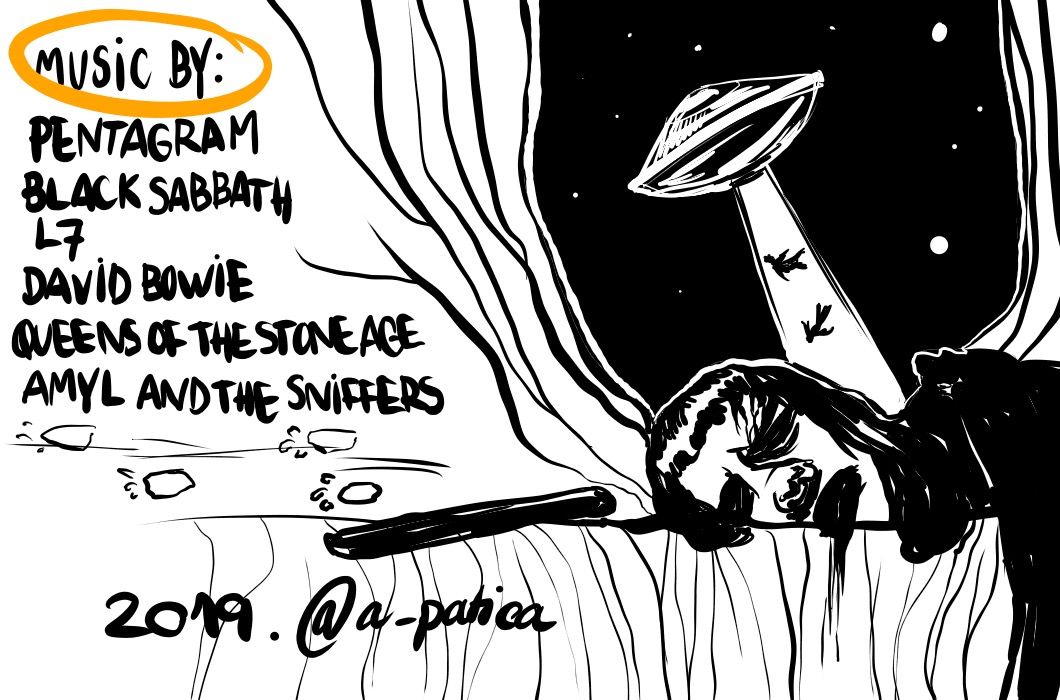 MUSiC BY:
PENTAGRAM
BLACK SABBATH
L7
DAViD BOWiE
QUEENS OF THE STONE AGE
AMYL AND THE SNiFFERS
2019. @a-patica